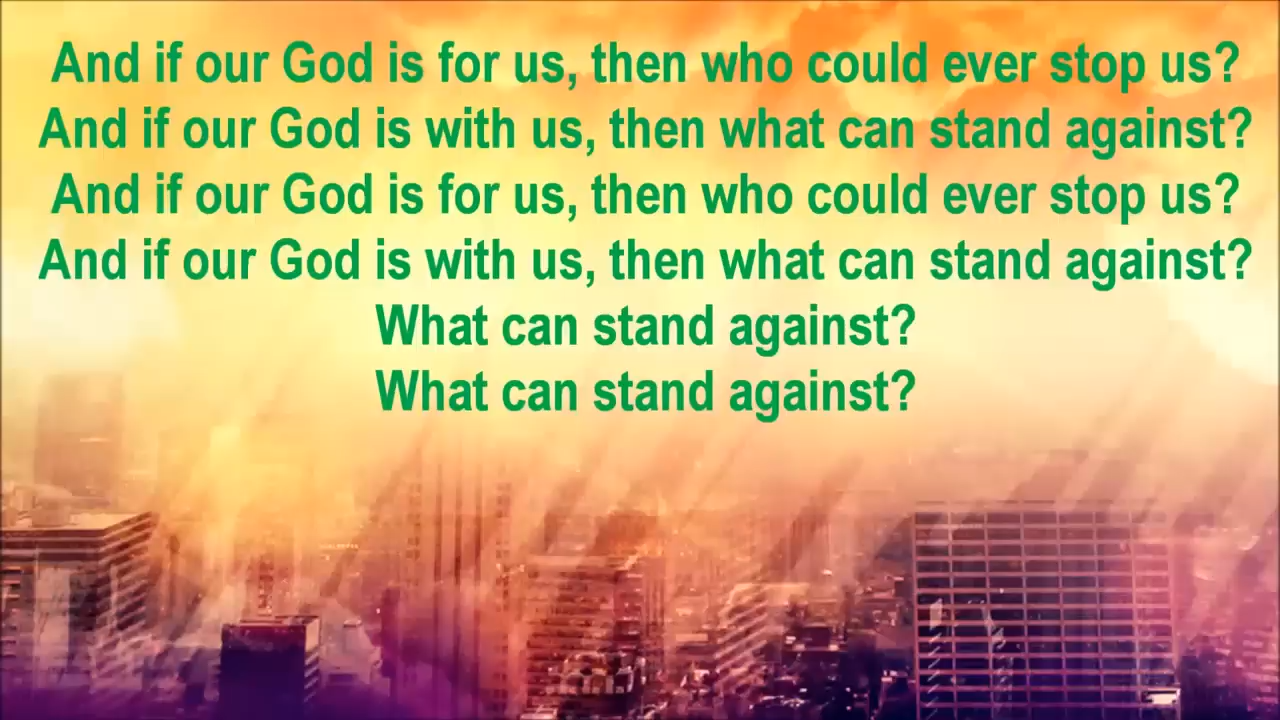 And if our God is for us, then who could ever stop us?
And if our God is with us, then what can stand against?
And if our God is for us, then who could ever stop us?
And if our God is with us, then what can stand against?
What can stand against?
What can stand against?